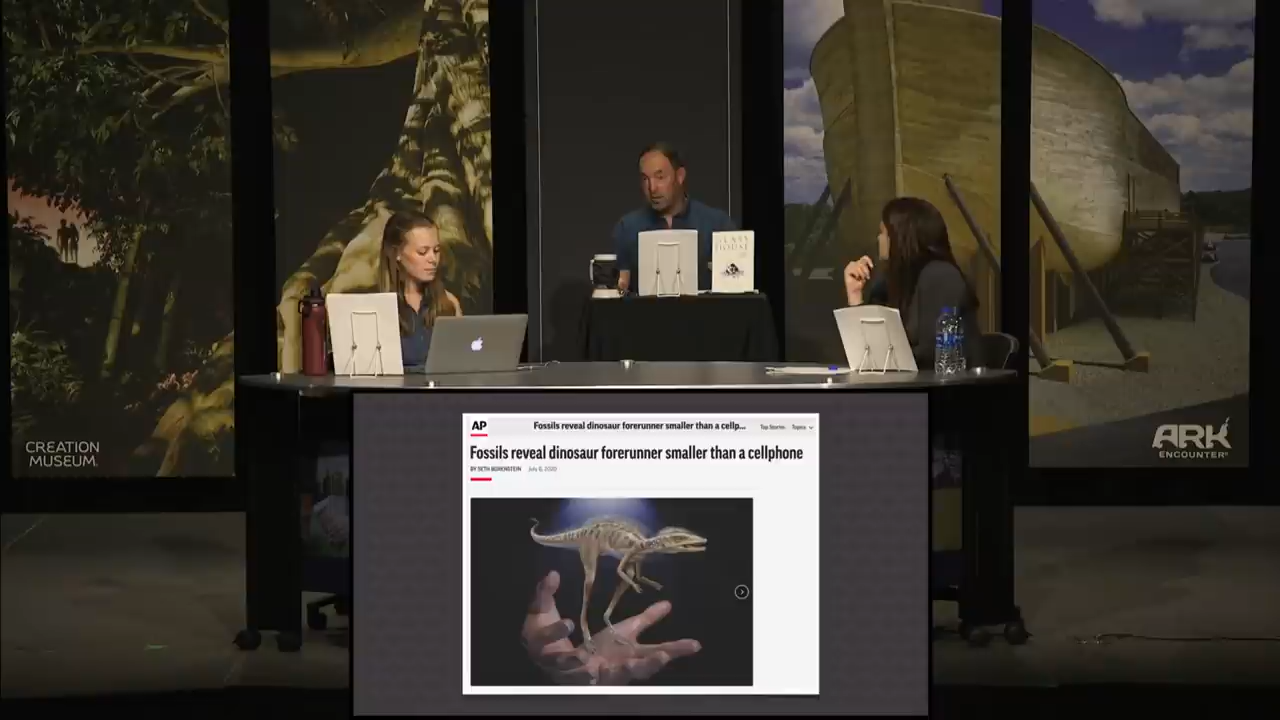 CREATION
MUSEUM
ARK
ENCOUNTER
AP
Fossils reveal dinosaur forerunner smaller than a cellp...
Top Stories
Topics
Fossils reveal dinosaur forerunner smaller than a cellphone
BY SETH BORENSTEIN